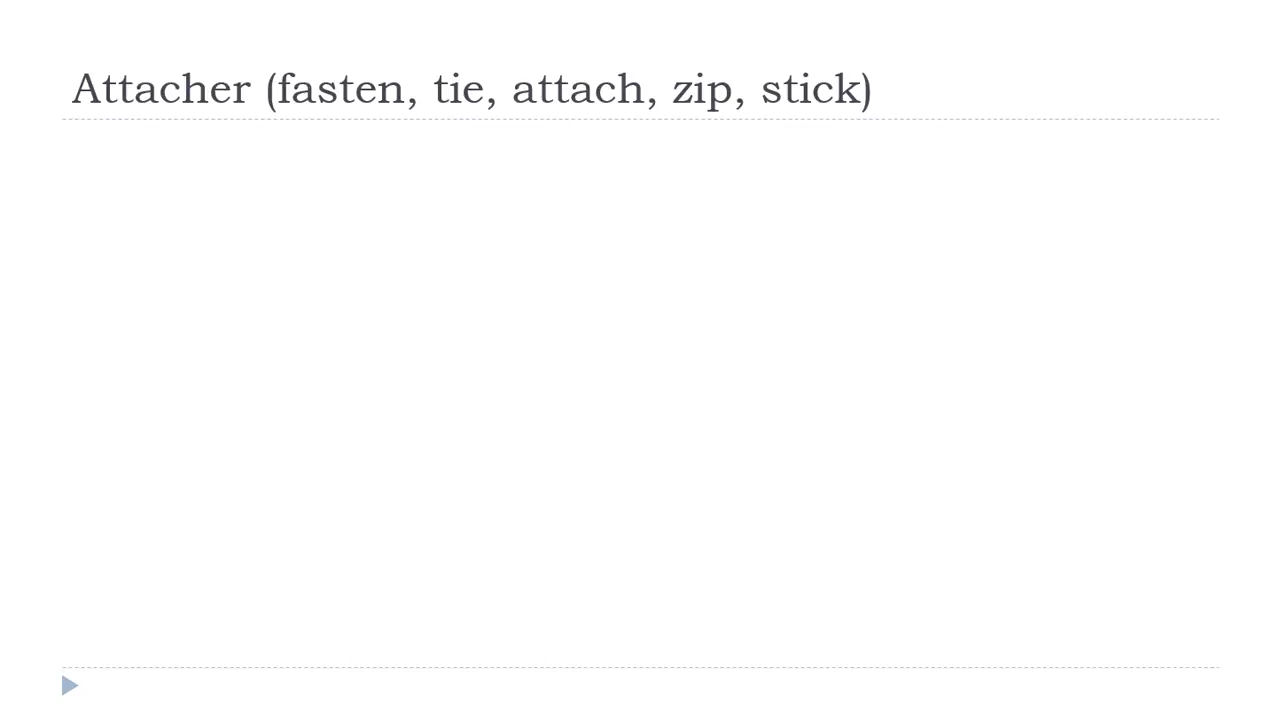 Attacher (fasten, tie, attach, zip, stick)